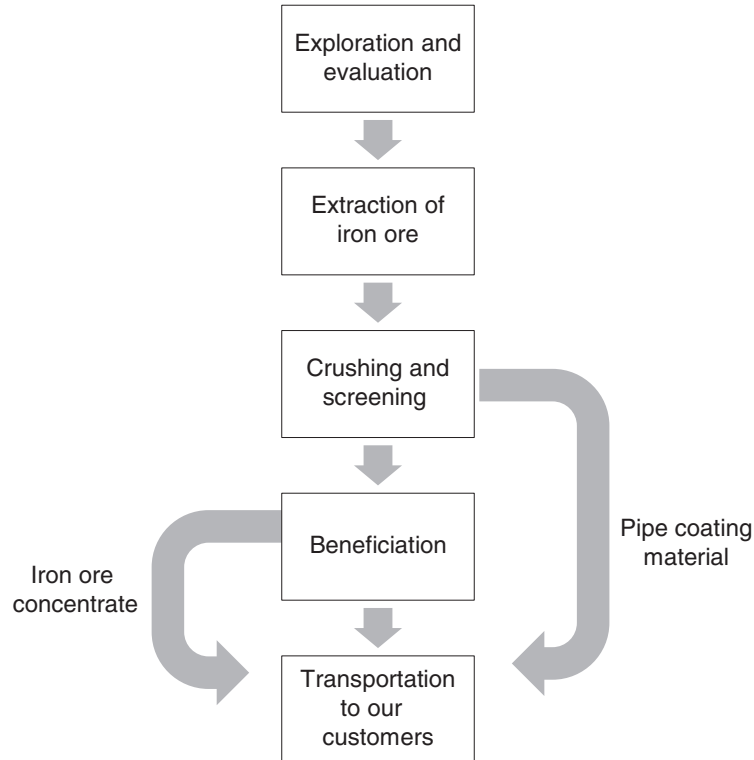 Exploration and
evaluation
Extraction of
iron ore
Crushing and
screening
Beneficiation
Pipe coating
material
Iron ore
concentrate
Transportation
to our
customers